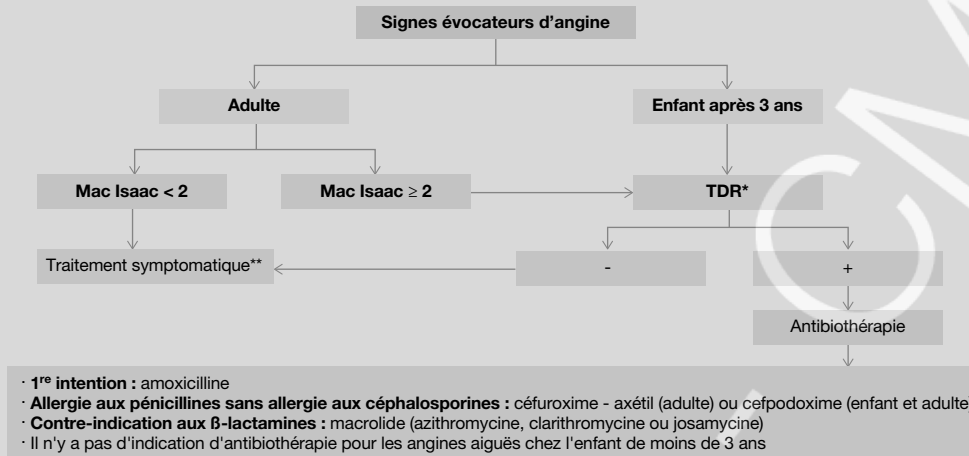 Signes évocateurs d'angine
Adulte
Enfant après 3 ans
Mac Isaac < 2
Mac Isaac ≥ 2
TDR*
Traitement symptomatique**
-
+
Antibiothérapie
· 1re intention : amoxicilline
· Allergie aux pénicillines sans allergie aux céphalosporines : céfuroxime - axétil (adulte) ou cefpodoxime (enfant et adulte)
· Contre-indication aux ß-lactamines : macrolide (azithromycine, clarithromycine ou josamycine)
· Il n'y a pas d'indication d'antibiothérapie pour les angines aiguës chez l'enfant de moins de 3 ans